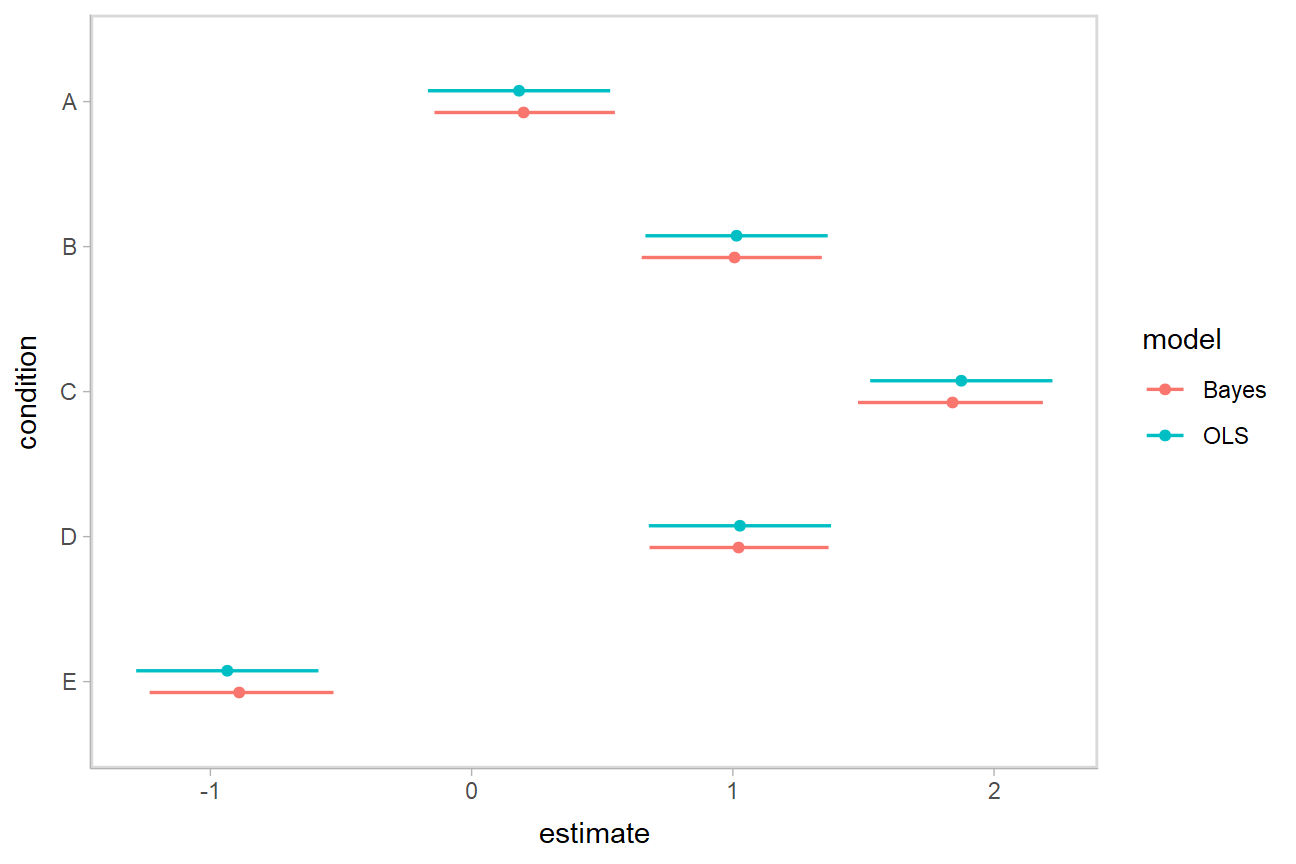 A
B
C
D
E
condition
-1 0 1 2
estimate
model
Bayes
OLS